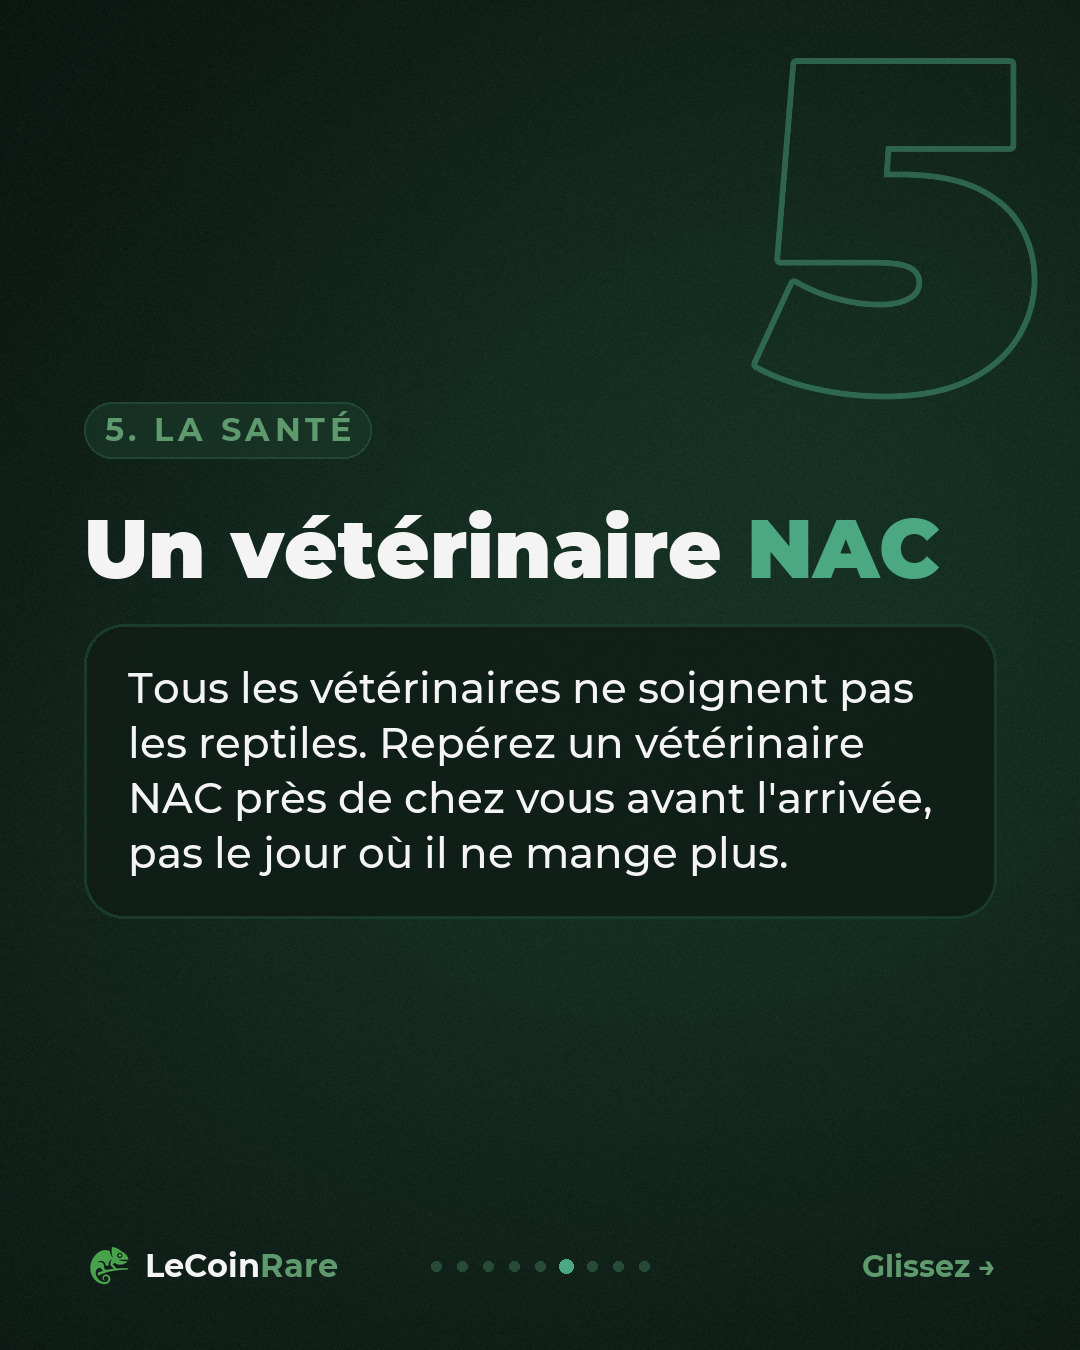 5
5. LA SANTÉ
Un vétérinaire NAC
Tous les vétérinaires ne soignent pas
les reptiles. Repérez un vétérinaire
NAC près de chez vous avant l'arrivée,
pas le jour où il ne mange plus.
LeCoinRare
Glissez →